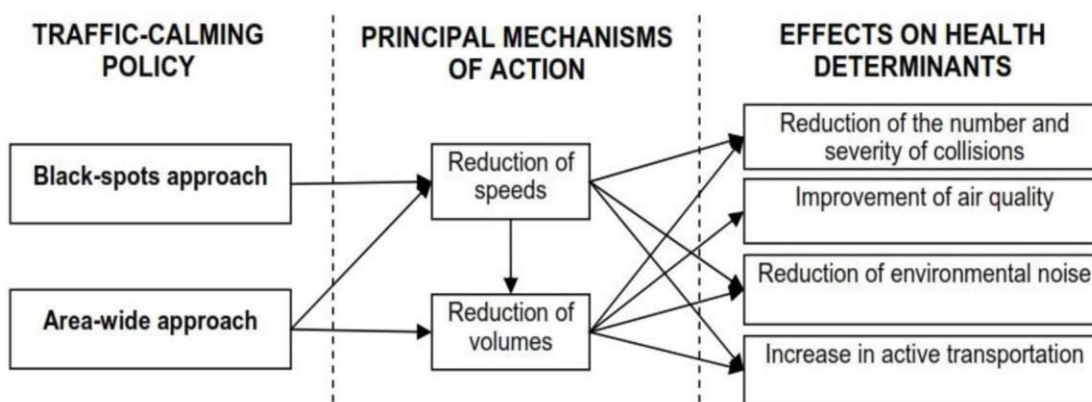 TRAFFIC-CALMING
POLICY
PRINCIPAL MECHANISMS
OF ACTION
EFFECTS ON HEALTH
DETERMINANTS
Black-spots approach
Area-wide approach
Reduction of
speeds
Reduction of
volumes
Reduction of the number and
severity of collisions
Improvement of air quality
Reduction of environmental noise
Increase in active transportation